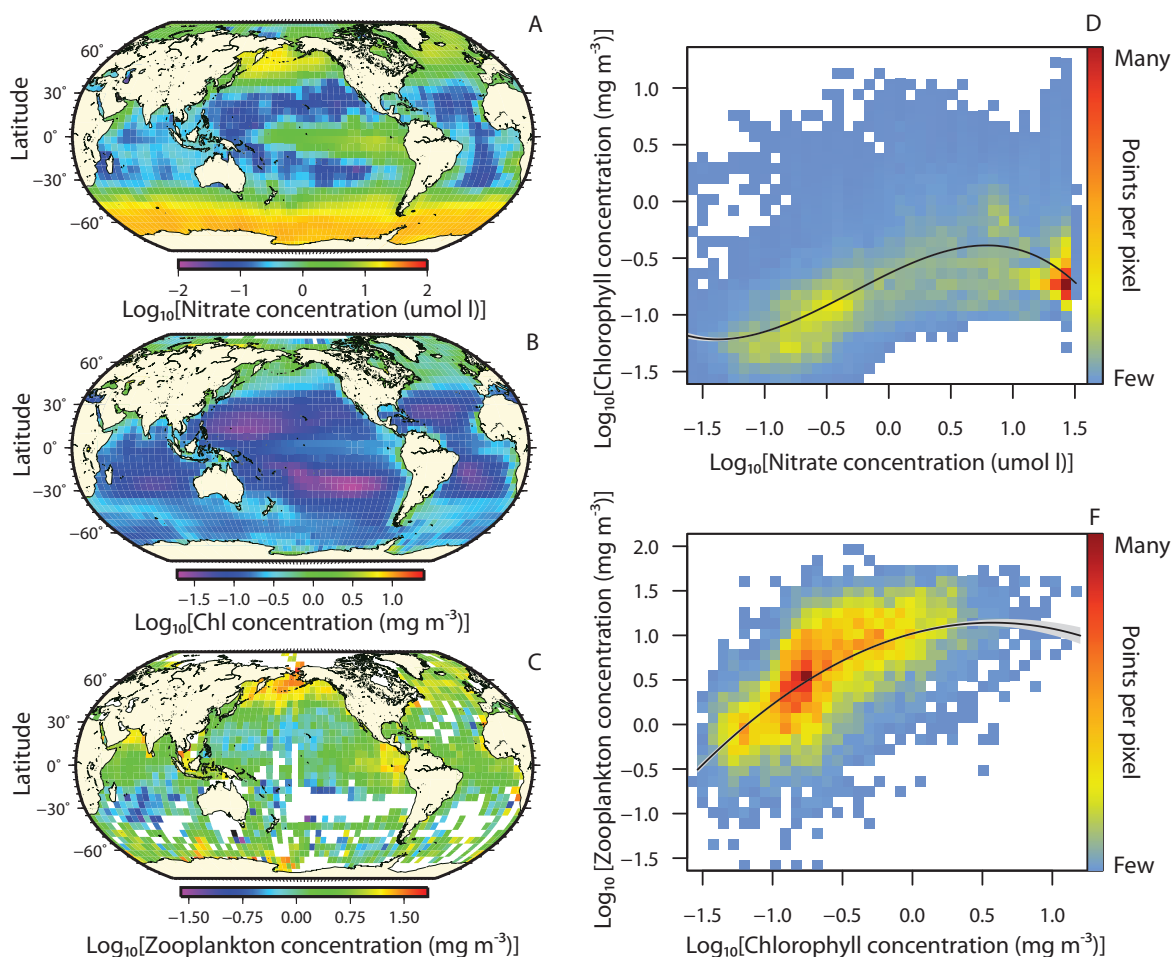 A
Latitude
60°
30°
0°
−30°
−60°
−2 −1 0 1 2
Log₁₀[Nitrate concentration (umol l)]
B
Latitude
60°
30°
0°
−30°
−60°
−1.5 −1.0 0.5 0.0 0.5 1.0
Log₁₀[Chl concentration (mg m⁻³)]
C
Latitude
60°
30°
0°
−30°
−60°
−1.50 0.00 0.75 1.50
Log₁₀[Zooplankton concentration (mg m⁻³)]
D
Log₁₀[Chlorophyll concentration (mg m⁻³)]
1.0
0.5
0.0
−0.5
−1.0
−1.5
−1.5 −1.0 −0.5 0.0 0.5 1.0 1.5
Log₁₀[Nitrate concentration (umol l)]
Many
Points per pixel
Few
F
Log₁₀[Zooplankton concentration (mg m⁻³)]
2.0
1.5
1.0
0.5
0.0
−0.5
−1.0
−1.5
−1.5 −1.0 −0.5 0.0 0.5 1.0
Log₁₀[Chlorophyll concentration (mg m⁻³)]
Many
Points per pixel
Few